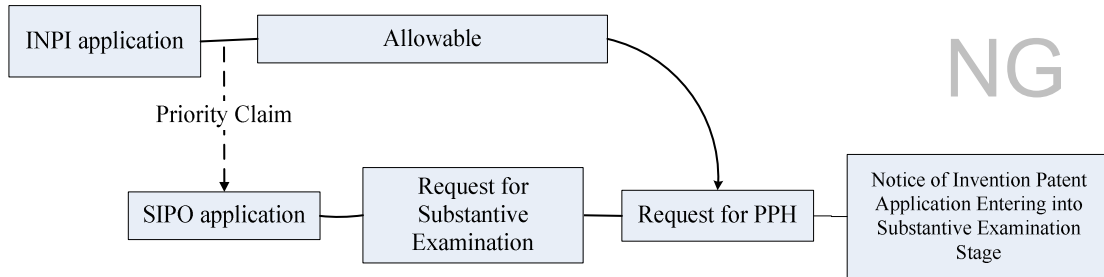 INPI application
Allowable
NG
Priority Claim
SIPO application
Request for
Substantive
Examination
Request for PPH
Notice of Invention Patent
Application Entering into
Substantive Examination
Stage